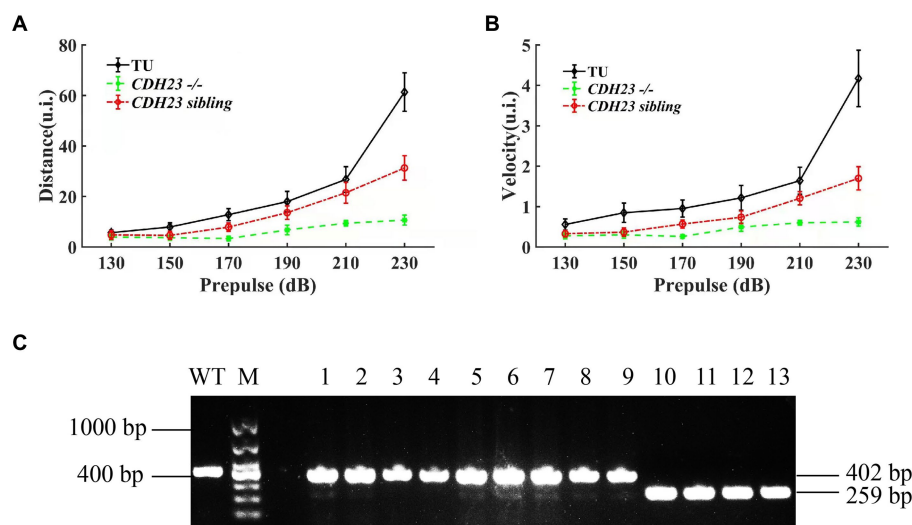 A
80
60
40
20
0
Distance(u.i.)
TU
CDH23 -/-
CDH23 sibling
130 150 170 190 210 230
Prepulse (dB)
B
5
4
3
2
1
0
Velocity(u.i.)
TU
CDH23 -/-
CDH23 sibling
130 150 170 190 210 230
Prepulse (dB)
C
WT M 1 2 3 4 5 6 7 8 9 10 11 12 13
1000 bp
400 bp
402 bp
259 bp